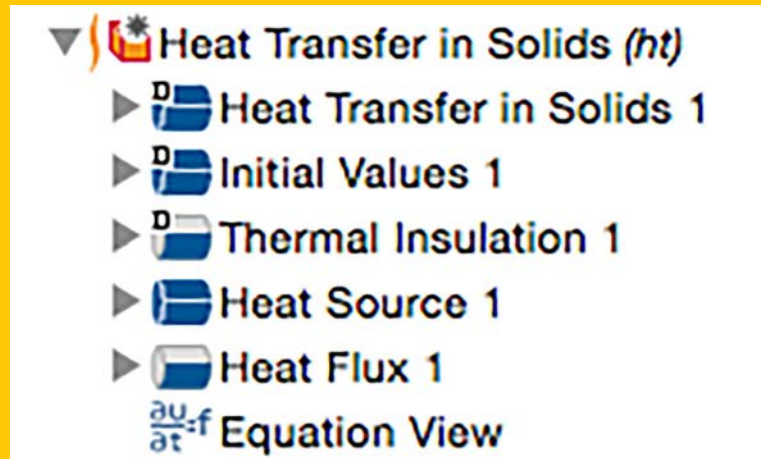 Heat Transfer in Solids (ht)
D Heat Transfer in Solids 1
D Initial Values 1
D Thermal Insulation 1
Heat Source 1
Heat Flux 1
∂u/∂t=f Equation View